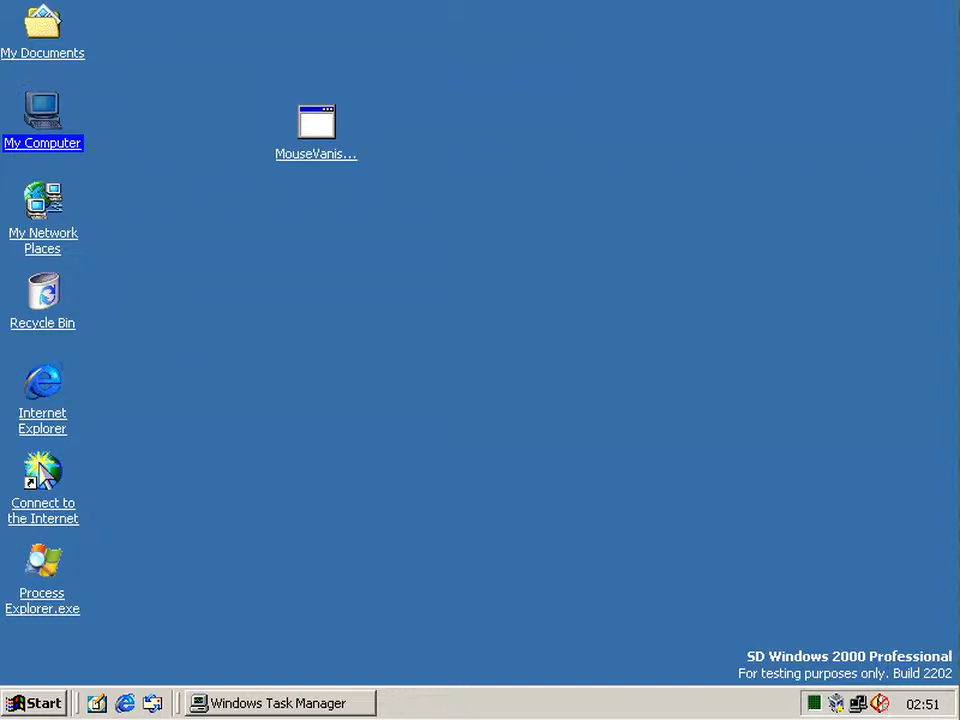 My Documents
My Computer
MouseVanis...
My Network
Places
Recycle Bin
Internet
Explorer
Connect to
the Internet
Process
Explorer.exe
SD Windows 2000 Professional
For testing purposes only. Build 2202
Start
Windows Task Manager
02:51